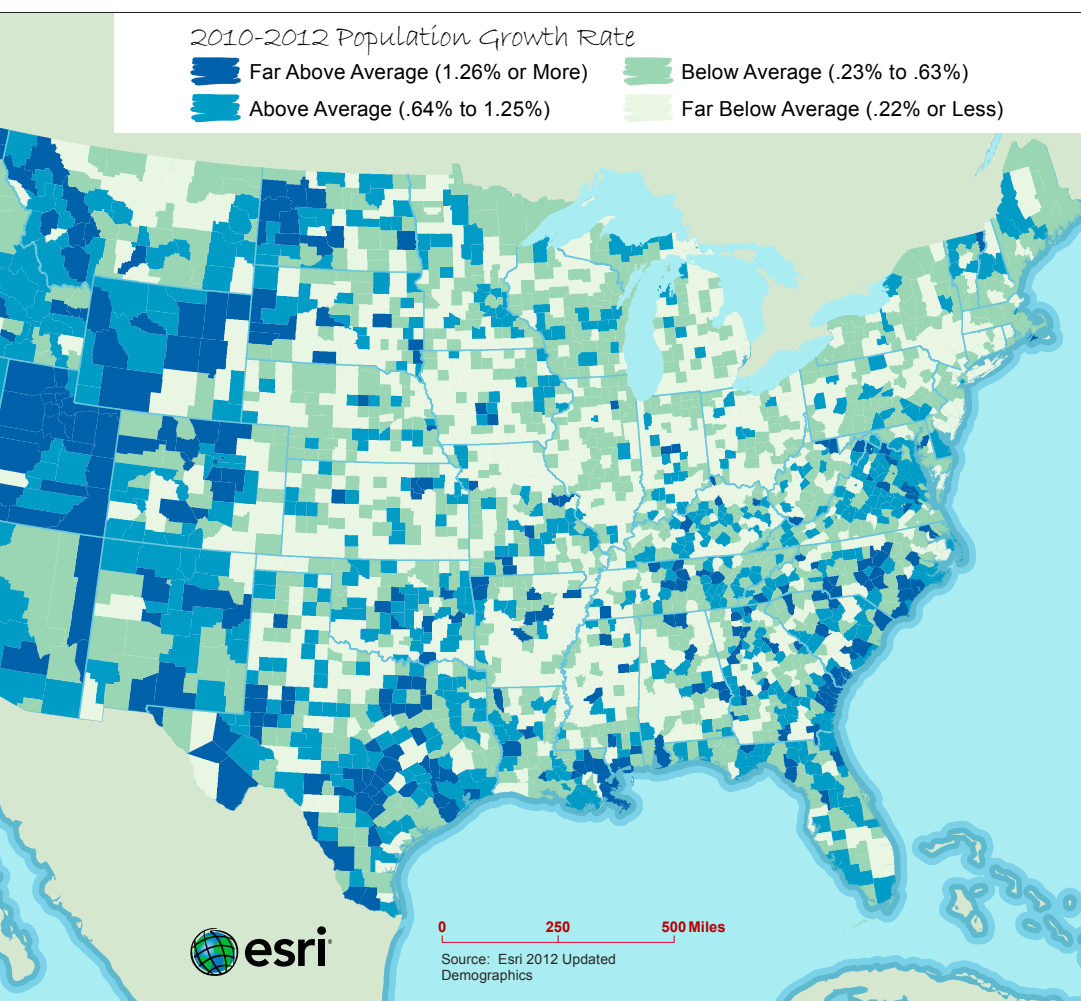 2010-2012 Population Growth Rate
Far Above Average (1.26% or More)
Above Average (.64% to 1.25%)
Below Average (.23% to .63%)
Far Below Average (.22% or Less)
esri
0 250 500 Miles
Source: Esri 2012 Updated
Demographics